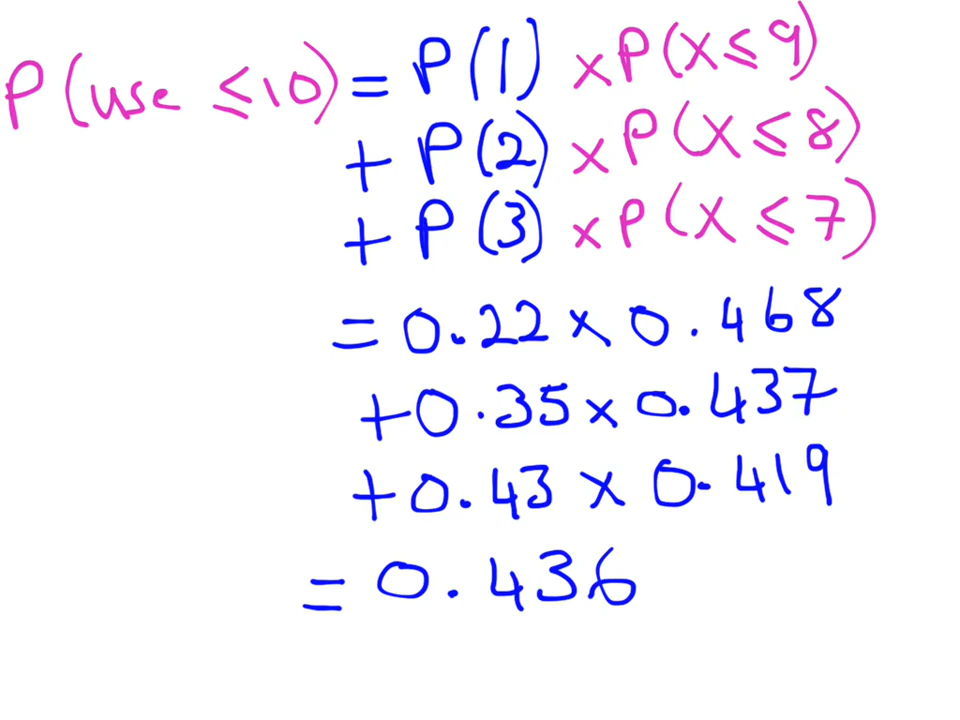 P(use ≤10) = P(1) ×P(X≤9)
+ P(2) ×P(X≤8)
+ P(3) ×P(X≤7)
= 0.22 × 0.468
+0.35 × 0.437
+0.43 × 0.419
= 0.436